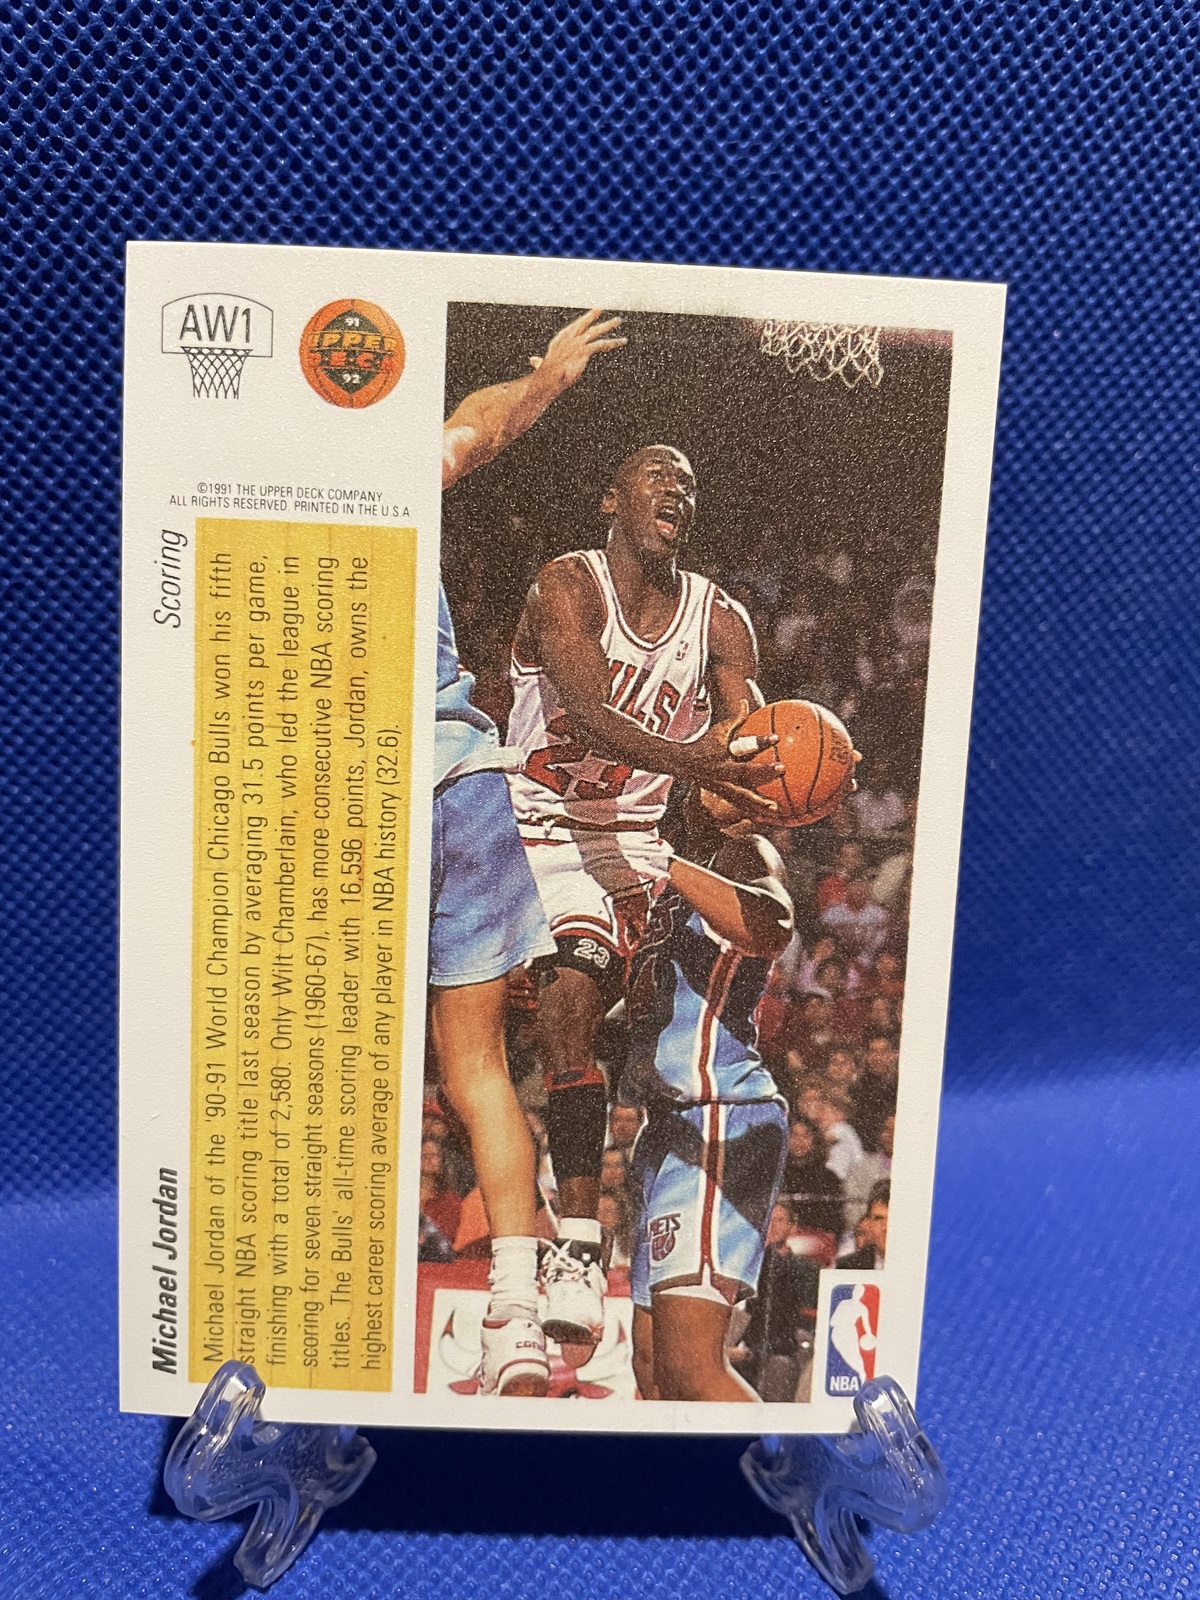 AW1
91
UPPER
DECK
92
©1991 THE UPPER DECK COMPANY
ALL RIGHTS RESERVED. PRINTED IN THE U S A
Michael Jordan
Scoring
Michael Jordan of the '90-91 World Champion Chicago Bulls won his fifth
straight NBA scoring title last season by averaging 31.5 points per game,
finishing with a total of 2,580. Only Wilt Chamberlain, who led the league in
scoring for seven straight seasons (1960-67), has more consecutive NBA scoring
titles. The Bulls' all-time scoring leader with 16,596 points, Jordan, owns the
highest career scoring average of any player in NBA history (32.6).
23
NETS
NBA